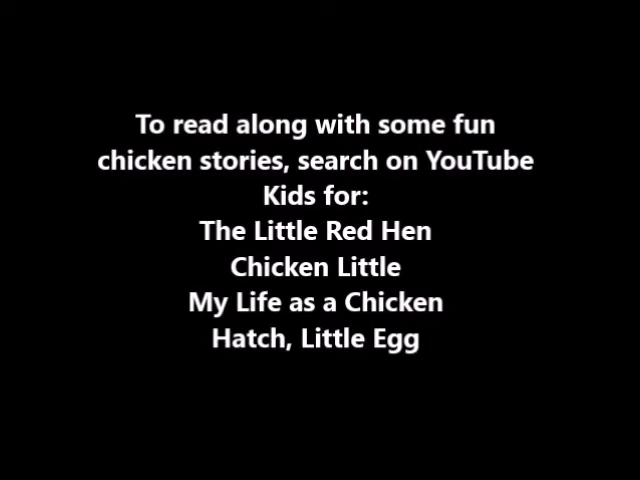 To read along with some fun
chicken stories, search on YouTube
Kids for:
The Little Red Hen
Chicken Little
My Life as a Chicken
Hatch, Little Egg